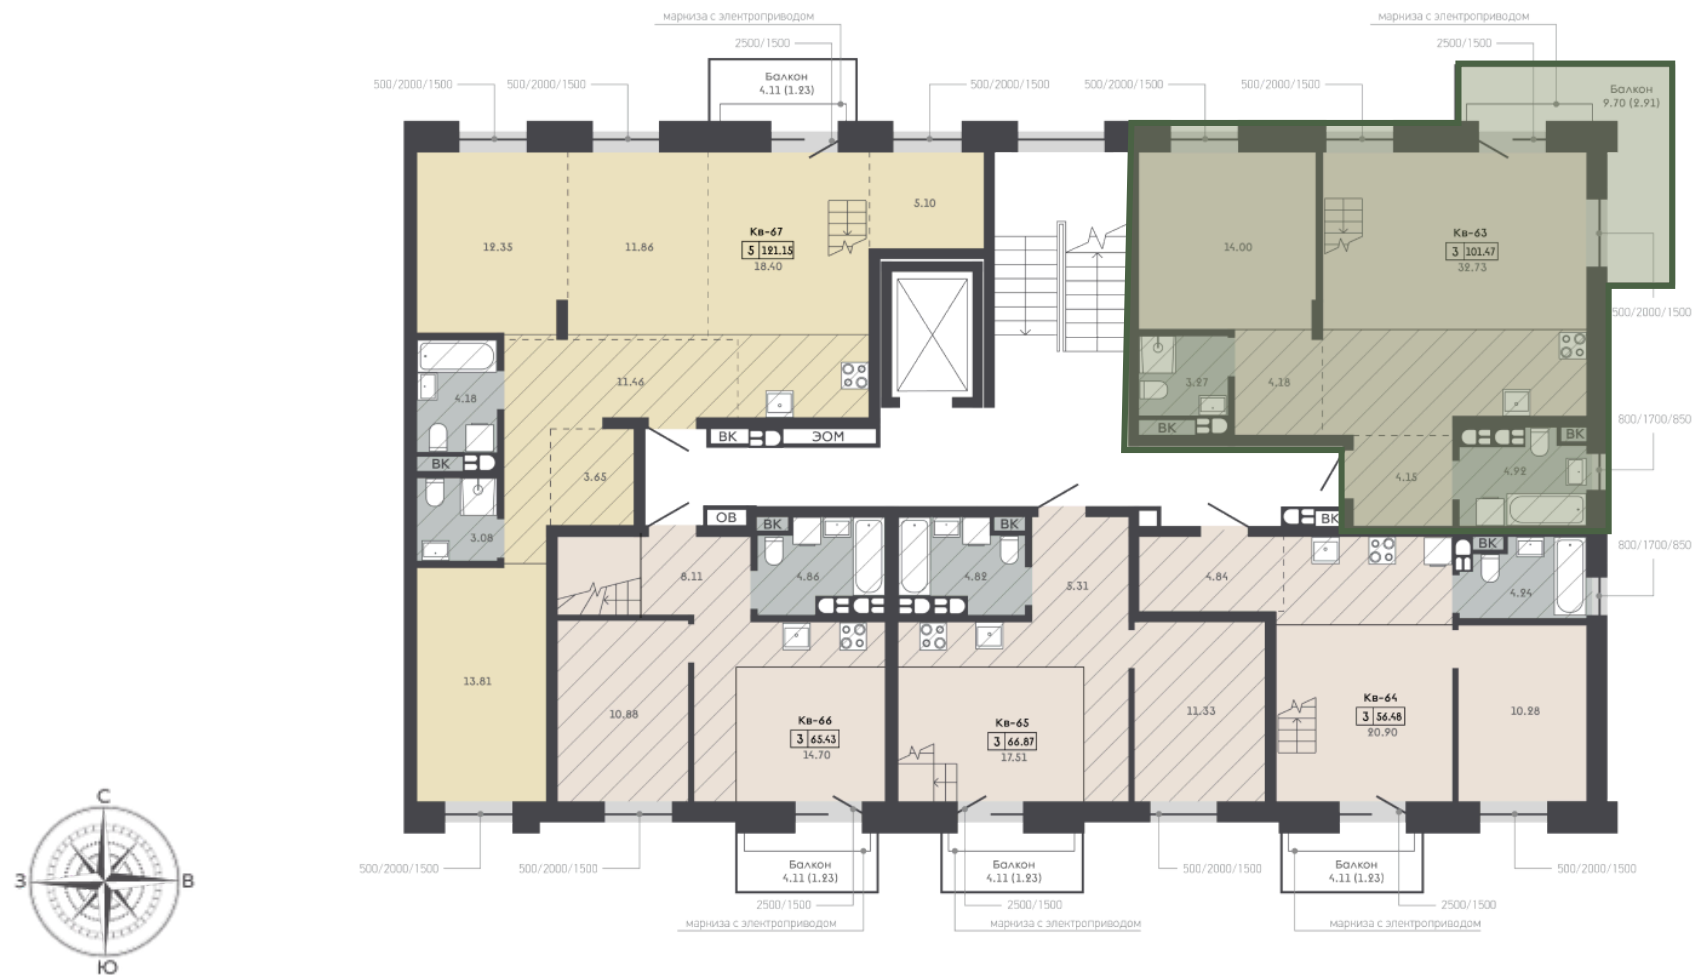 марниза с электроприводом
марниза с электроприводом
2500/1500
2500/1500
500/2000/1500
500/2000/1500
Балкон
4.11 (1.23)
500/2000/1500
500/2000/1500
500/2000/1500
Балкон
9.70 (2.91)
12.35
11.86
Кв-67
5 121.15
18.40
5.10
14.00
Кв-63
3 101.47
32.73
500/2000/1500
4.18
11.46
3.27
4.18
ВК
ВК
ЭОМ
ВК
ВК
800/1700/850
3.65
4.15
4.92
3.08
ОВ
ВК
ВК
ВК
ВК
800/1700/850
8.11
4.86
4.82
5.31
4.84
4.24
13.81
10.88
Кв-66
3 65.43
14.70
Кв-65
3 66.87
17.51
11.33
Кв-64
3 56.48
20.90
10.28
С
З
В
Ю
500/2000/1500
500/2000/1500
Балкон
4.11 (1.23)
Балкон
4.11 (1.23)
500/2000/1500
Балкон
4.11 (1.23)
500/2000/1500
2500/1500
2500/1500
2500/1500
марниза с электроприводом
марниза с электроприводом
марниза с электроприводом